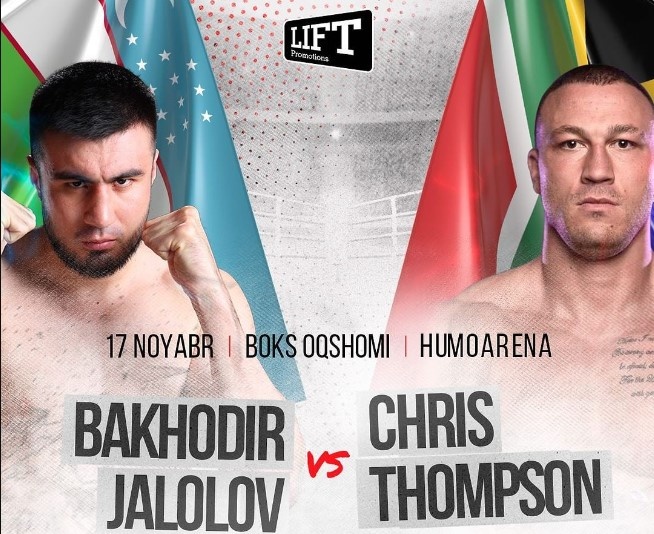 LIFT
Promotions
17 NOYABR | BOKS OQSHOMI | HUMOARENA
BAKHODIR
JALOLOV
vs
CHRIS
THOMPSON